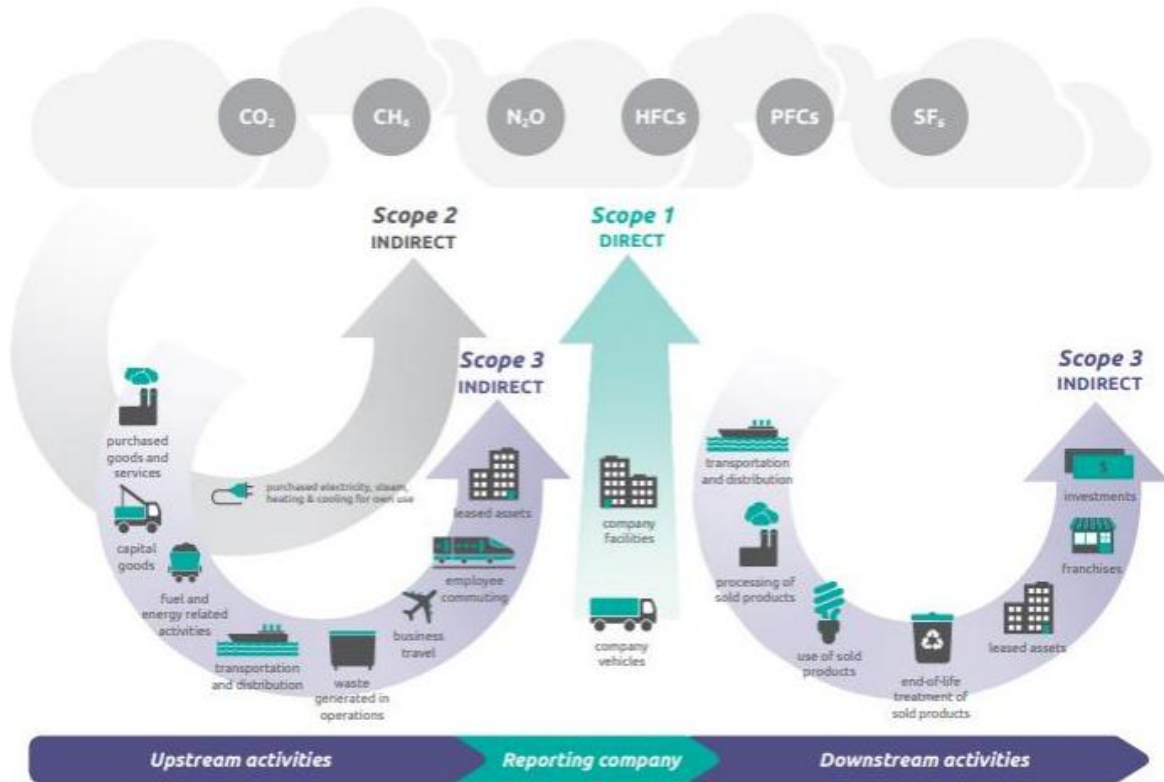 CO₂
CH₄
N₂O
HFCs
PFCs
SF₆
Scope 2
INDIRECT
Scope 1
DIRECT
Scope 3
INDIRECT
Scope 3
INDIRECT
purchased
goods and
services
capital
goods
fuel and
energy related
activities
transportation
and distribution
waste
generated in
operations
business
travel
employee
commuting
leased assets
purchased electricity, steam,
heating & cooling for own use
company
facilities
company
vehicles
transportation
and distribution
processing of
sold products
use of sold
products
end-of-life
treatment of
sold products
leased assets
franchises
$
investments
Upstream activities
Reporting company
Downstream activities